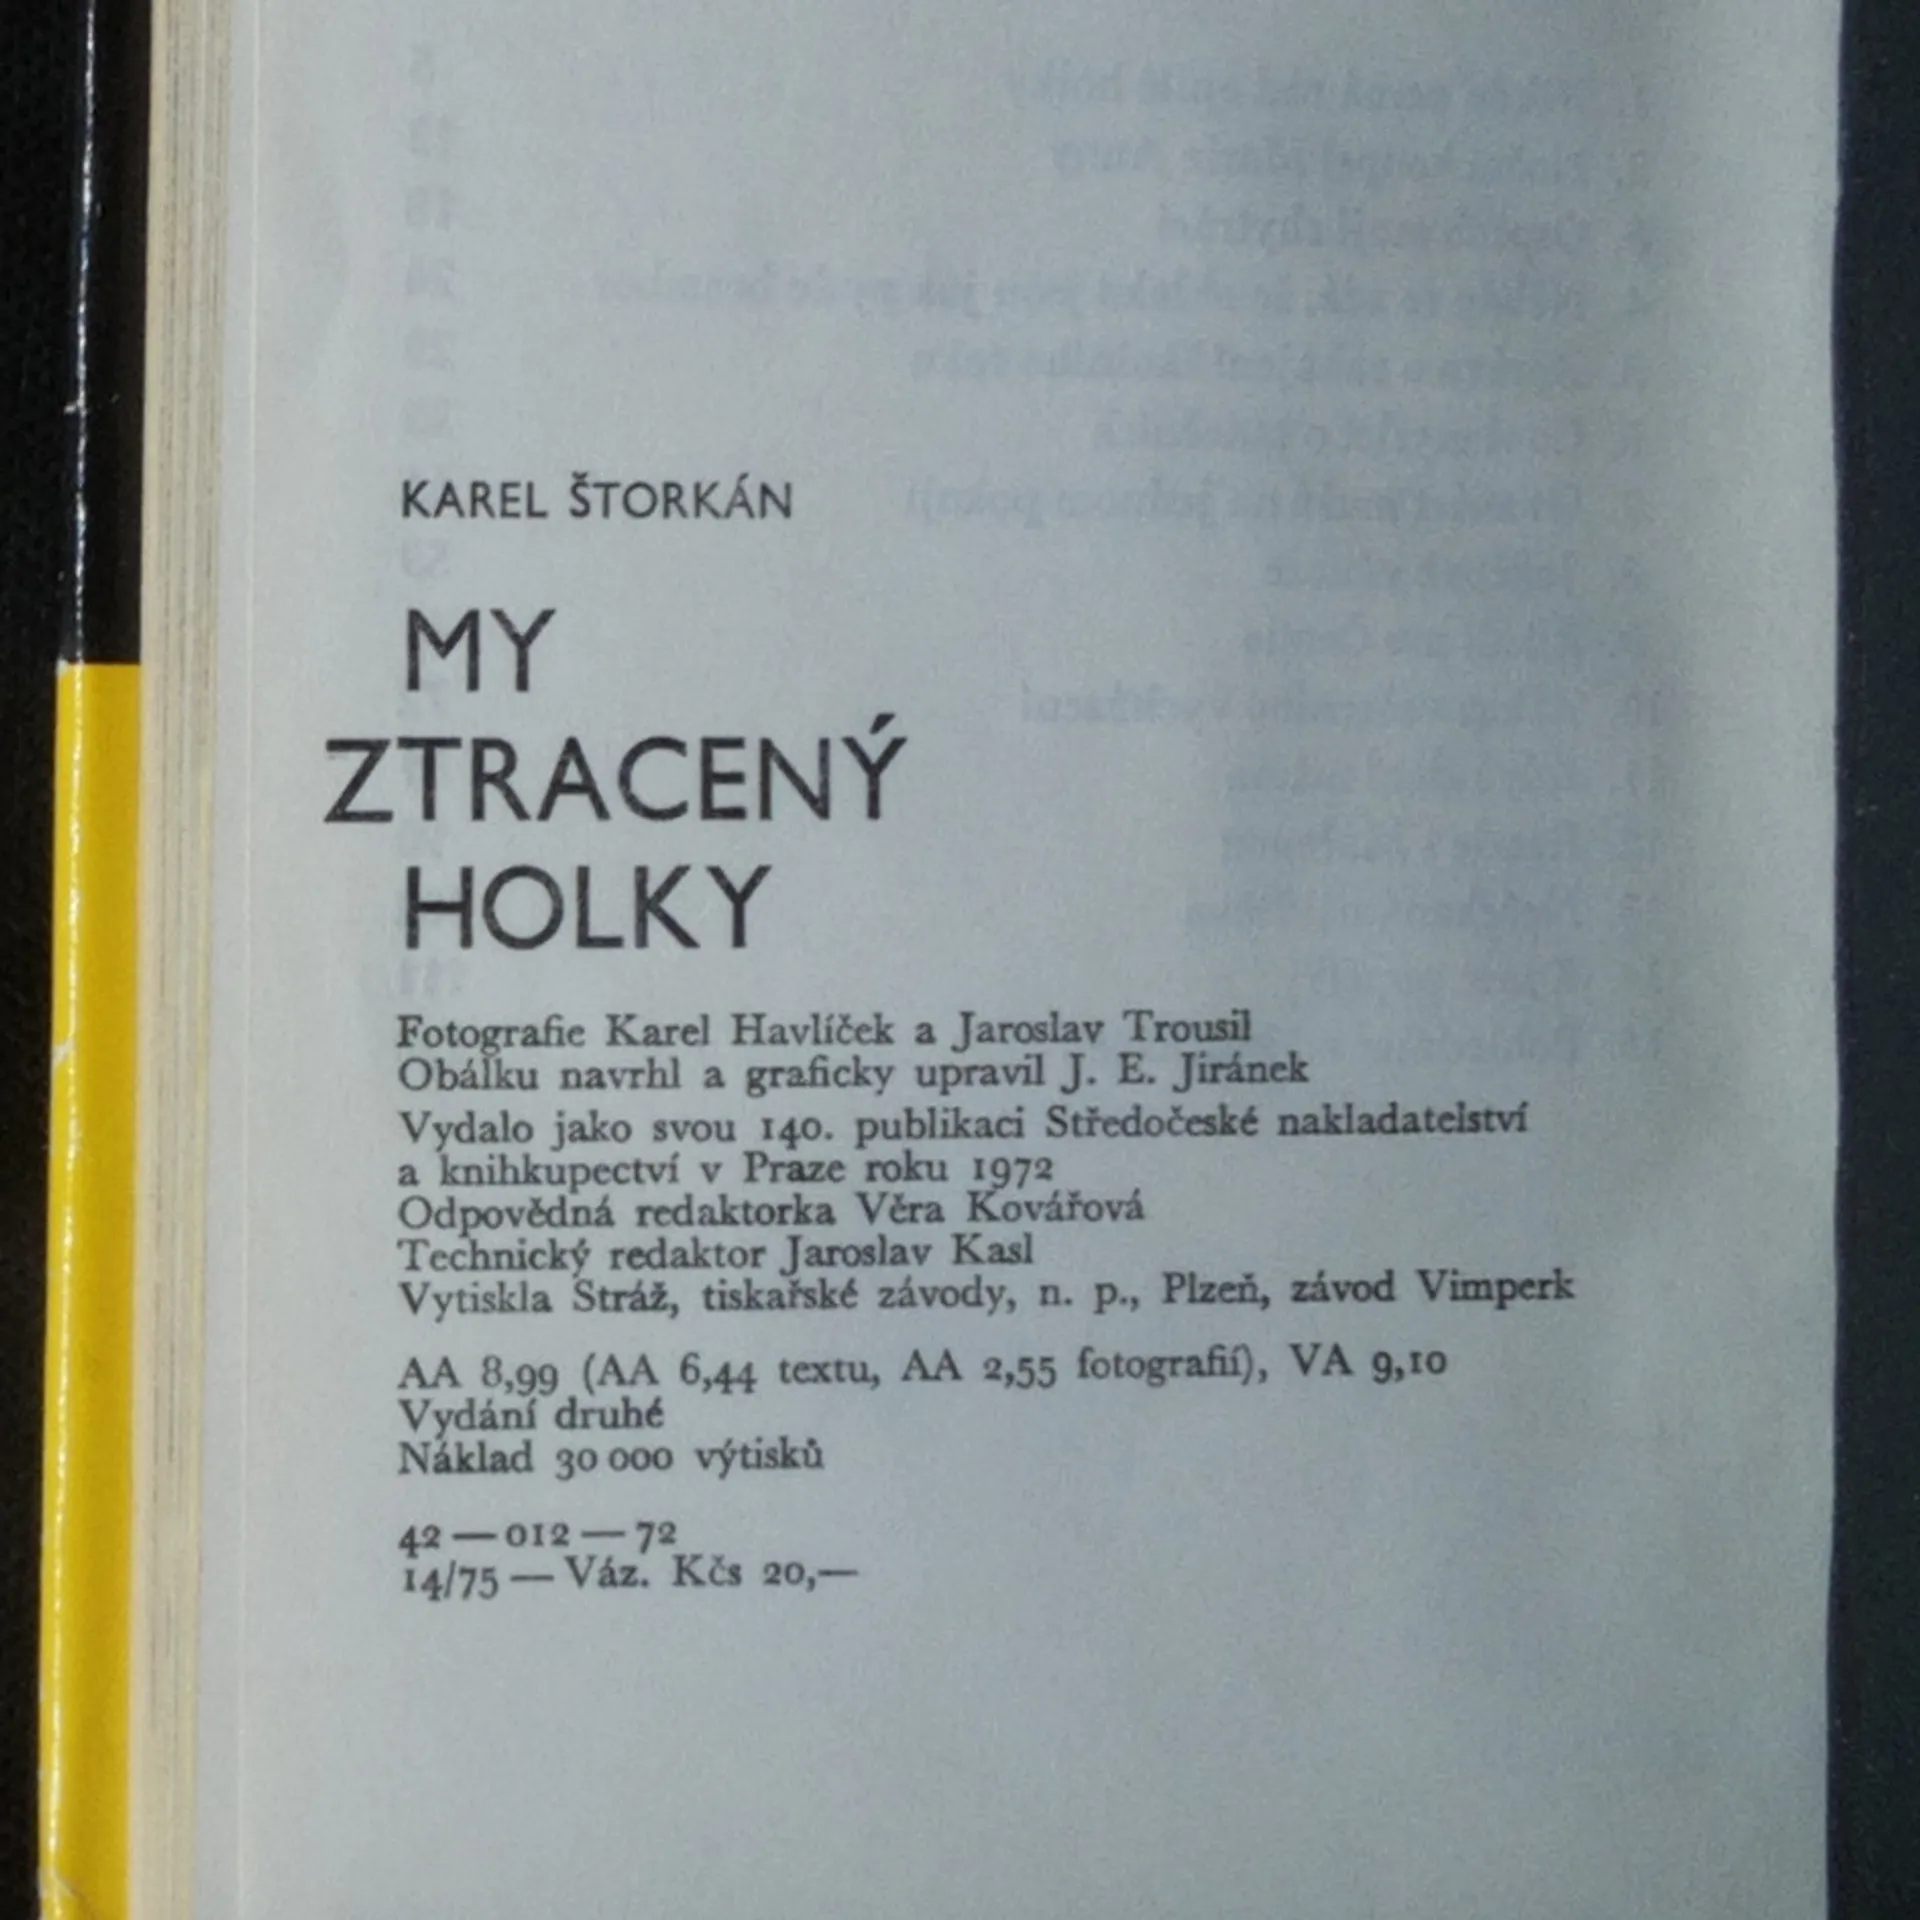 KAREL ŠTORKÁN
MY
ZTRACENÝ
HOLKY
Fotografie Karel Havlíček a Jaroslav Trousil
Obálku navrhl a graficky upravil J. E. Jiránek
Vydalo jako svou 140. publikaci Středočeské nakladatelství
a knihkupectví v Praze roku 1972
Odpovědná redaktorka Věra Kovářová
Technický redaktor Jaroslav Kasl
Vytiskla Stráž, tiskařské závody, n. p., Plzeň, závod Vimperk
AA 8,99 (AA 6,44 textu, AA 2,55 fotografií), VA 9,10
Vydání druhé
Náklad 30 000 výtisků
42 — 012 — 72
14/75 — Váz. Kčs 20,—